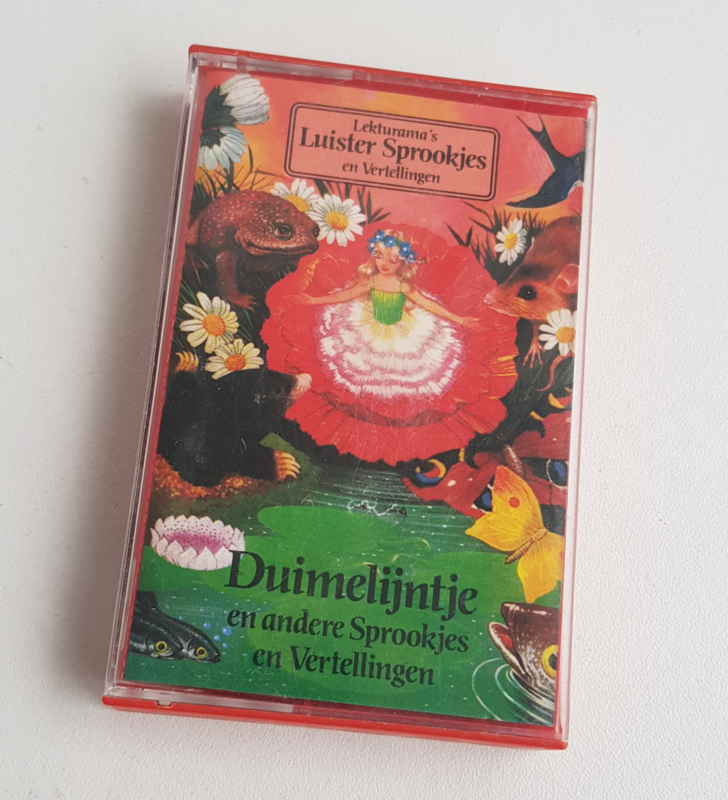 Lekturama's
Luister Sprookjes
en Vertellingen
Duimelijntje
en andere Sprookjes
en Vertellingen